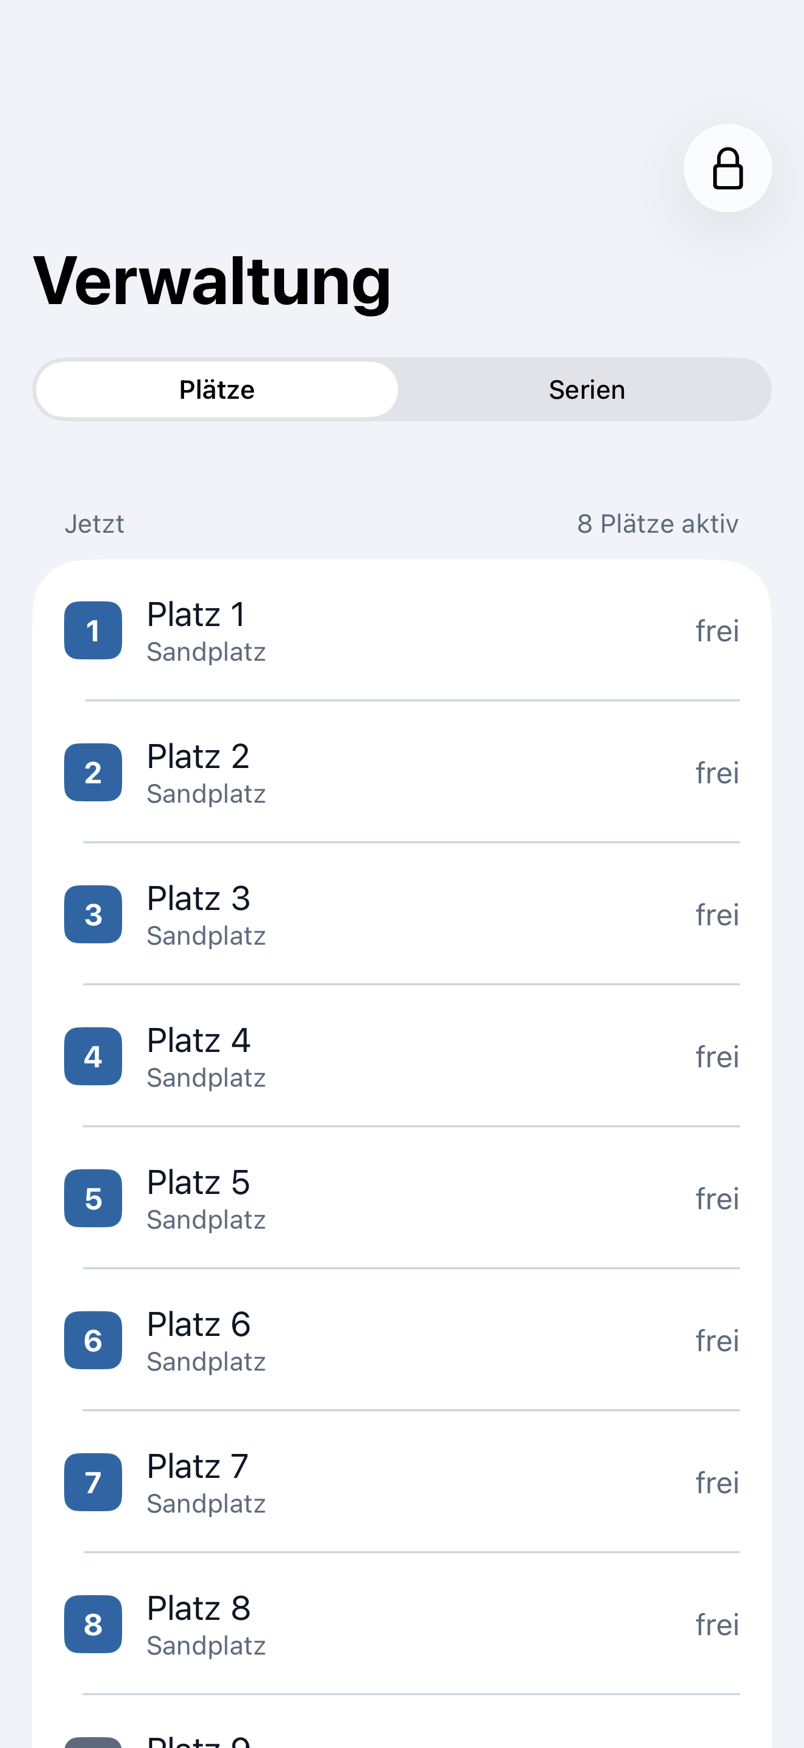 Verwaltung
Plätze Serien
Jetzt 8 Plätze aktiv
1 Platz 1 frei
Sandplatz
2 Platz 2 frei
Sandplatz
3 Platz 3 frei
Sandplatz
4 Platz 4 frei
Sandplatz
5 Platz 5 frei
Sandplatz
6 Platz 6 frei
Sandplatz
7 Platz 7 frei
Sandplatz
8 Platz 8 frei
Sandplatz
Platz 9